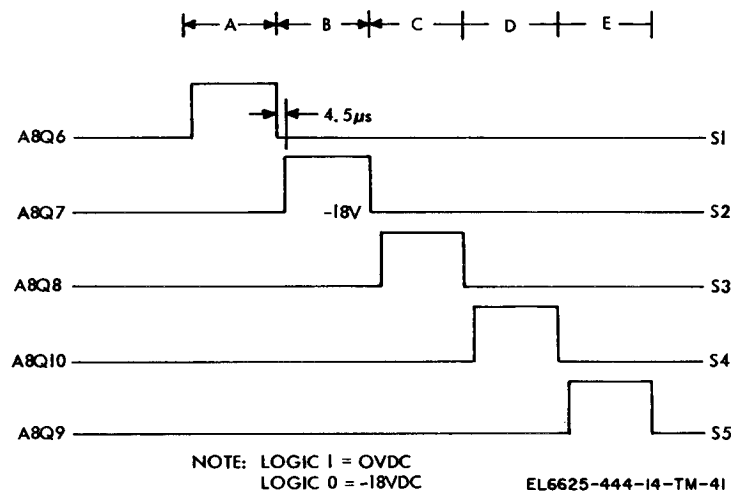 A B C D E
4.5µs
A8Q6 S1
A8Q7 -18V S2
A8Q8 S3
A8Q10 S4
A8Q9 S5
NOTE: LOGIC 1 = 0VDC
LOGIC 0 = -18VDC
EL6625-444-14-TM-41